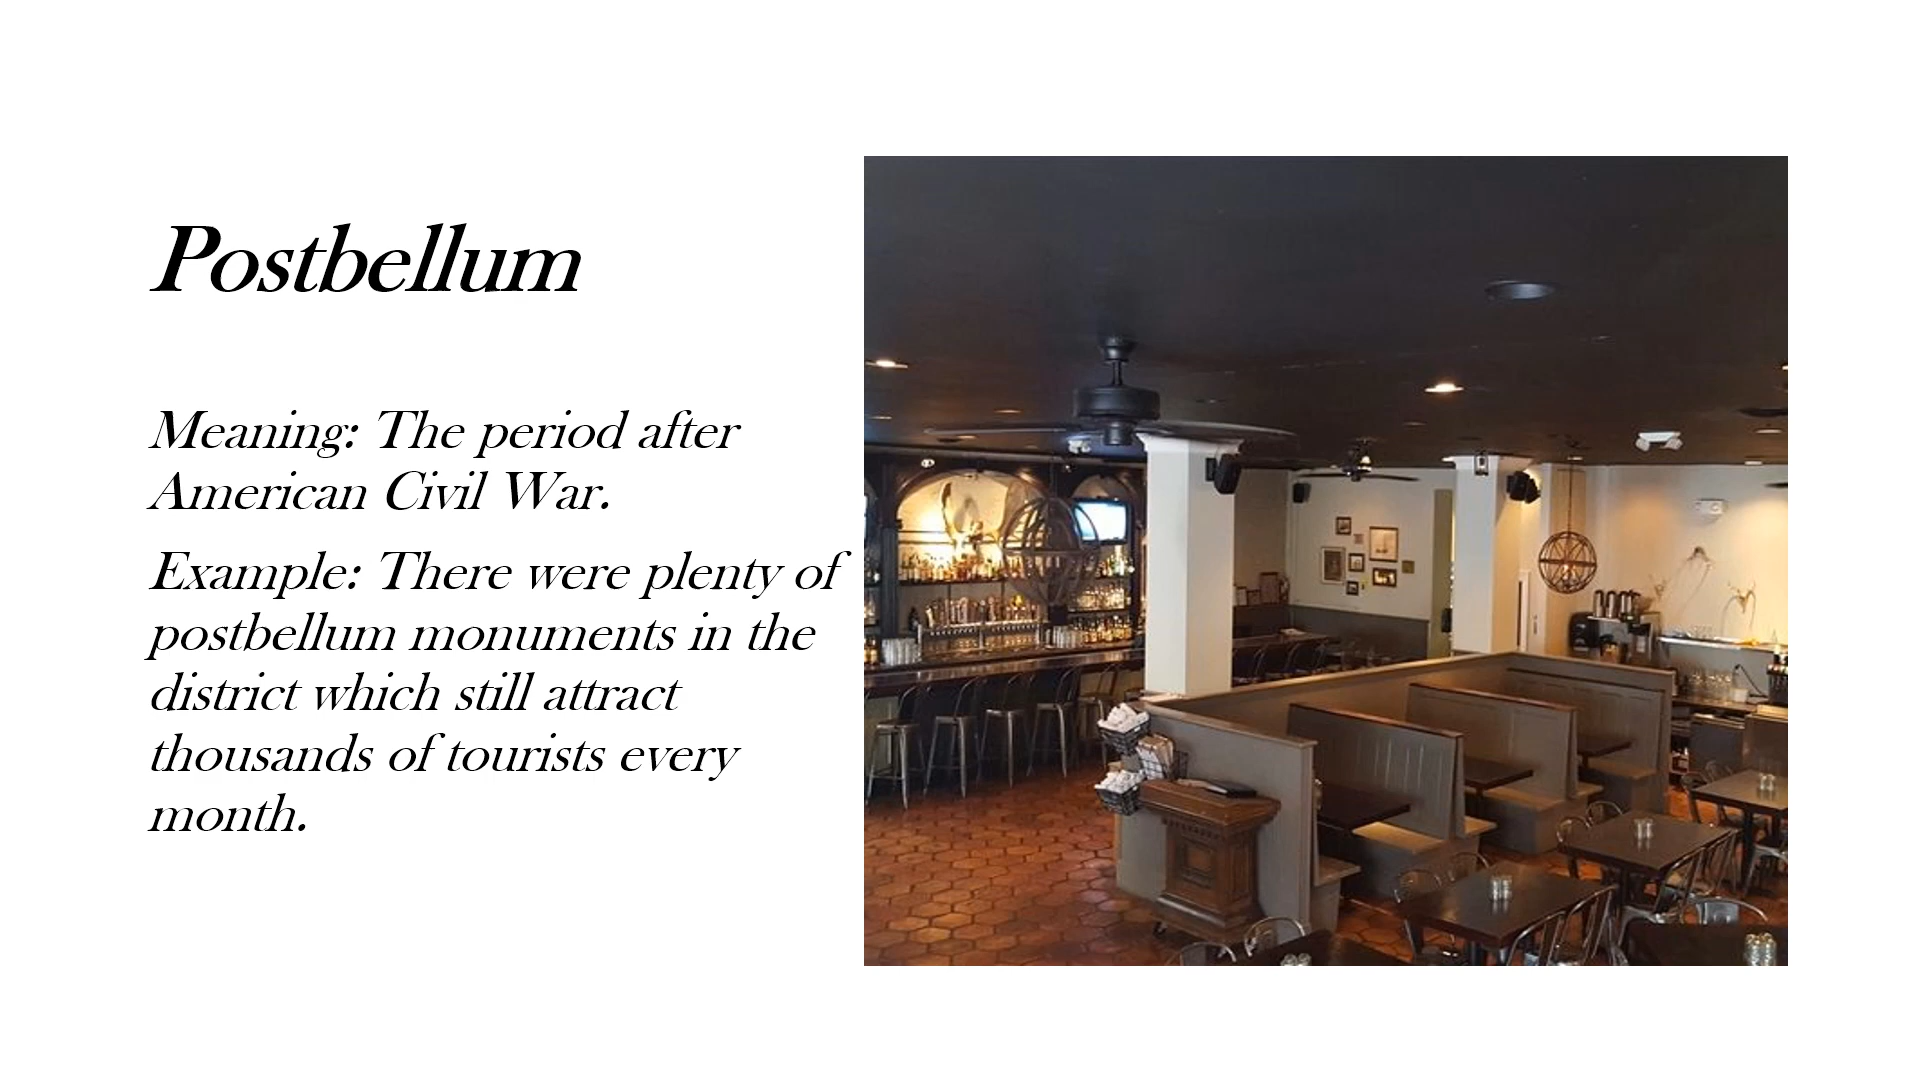 Postbellum
Meaning: The period after
American Civil War.
Example: There were plenty of
postbellum monuments in the
district which still attract
thousands of tourists every
month.